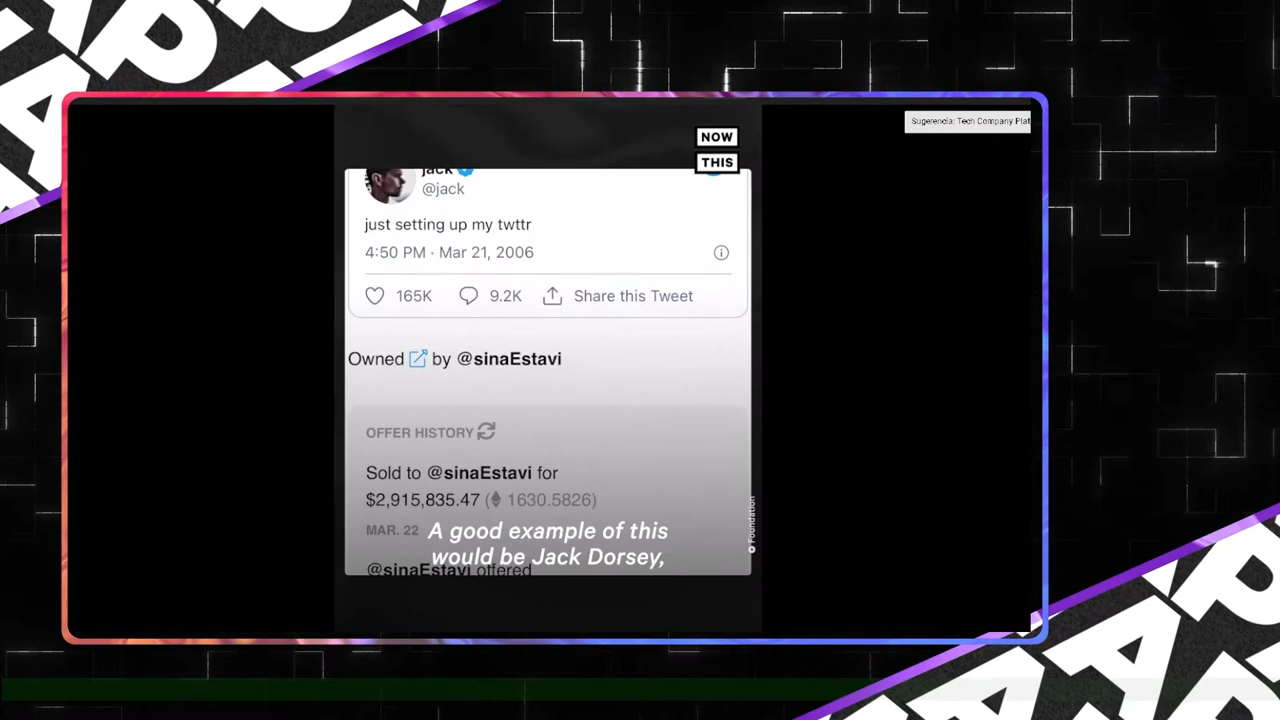 Sugerencia: Tech Company Plat
NOW
THIS
jack
@jack
just setting up my twttr
4:50 PM · Mar 21, 2006
165K 9.2K Share this Tweet
Owned by @sinaEstavi
OFFER HISTORY
Sold to @sinaEstavi for
$2,915,835.47 (1630.5826)
MAR. 22
A good example of this
would be Jack Dorsey,
@sinaEstavi offered
Foundation